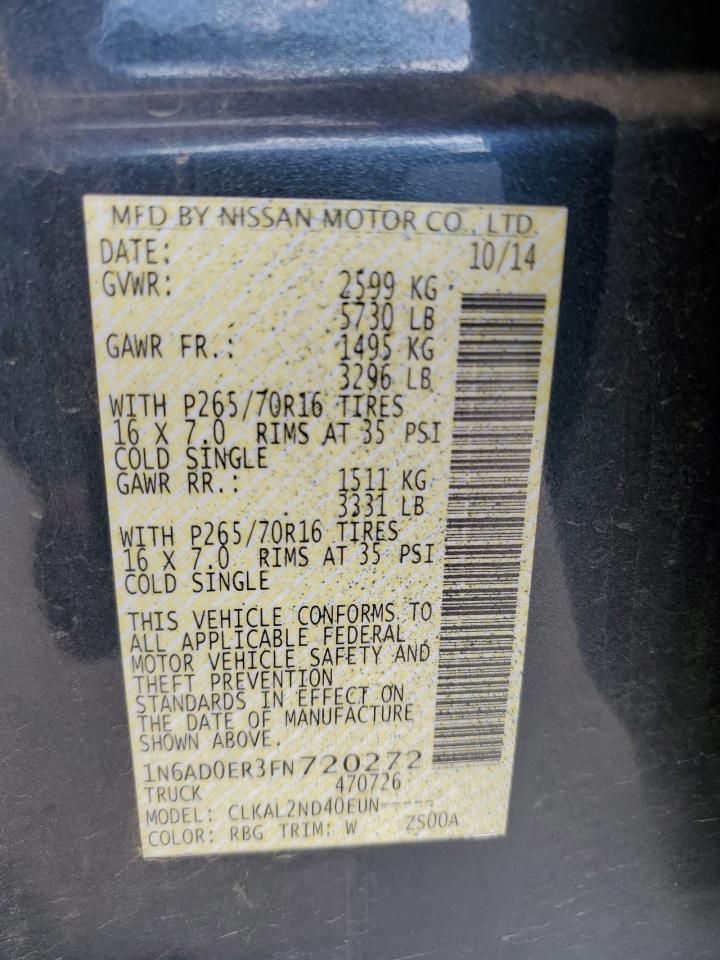 MFD BY NISSAN MOTOR CO., LTD.
DATE: 10/14
GVWR: 2599 KG
5730 LB
GAWR FR.: 1495 KG
3296 LB
WITH P265/70R16 TIRES
16 X 7.0 RIMS AT 35 PSI
COLD SINGLE
GAWR RR.: 1511 KG
3331 LB
WITH P265/70R16 TIRES
16 X 7.0 RIMS AT 35 PSI
COLD SINGLE
THIS VEHICLE CONFORMS TO
ALL APPLICABLE FEDERAL
MOTOR VEHICLE SAFETY AND
THEFT PREVENTION
STANDARDS IN EFFECT ON
THE DATE OF MANUFACTURE
SHOWN ABOVE.
1N6AD0ER3FN720272
TRUCK 470726
MODEL: CLKAL2ND40EUN-----
COLOR: RBG TRIM: W ZS00A